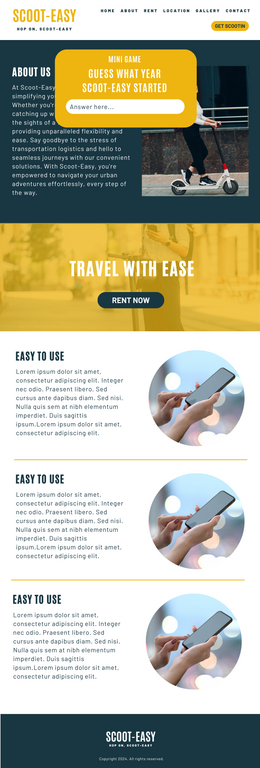 SCOOT-EASY
HOP ON, SCOOT-EASY
HOME ABOUT RENT LOCATION GALLERY CONTACT
GET SCOOTIN
MINI GAME
GUESS WHAT YEAR
SCOOT-EASY STARTED
Answer here...
ABOUT US
At Scoot-Easy
simplifying yo
Whether you'r
catching up w
the sights of a
providing unparalleled flexibility and
ease. Say goodbye to the stress of
transportation logistics and hello to
seamless journeys with our convenient
solutions. With Scoot-Easy, you're
empowered to navigate your urban
adventures effortlessly, every step of
the way.
TRAVEL WITH EASE
RENT NOW
EASY TO USE
Lorem ipsum dolor sit amet,
consectetur adipiscing elit. Integer
nec odio. Praesent libero. Sed
cursus ante dapibus diam. Sed nisi.
Nulla quis sem at nibh elementum
imperdiet. Duis sagittis
ipsum.Lorem ipsum dolor sit amet,
consectetur adipiscing elit.
EASY TO USE
Lorem ipsum dolor sit amet,
consectetur adipiscing elit. Integer
nec odio. Praesent libero. Sed
cursus ante dapibus diam. Sed nisi.
Nulla quis sem at nibh elementum
imperdiet. Duis sagittis
ipsum.Lorem ipsum dolor sit amet,
consectetur adipiscing elit.
EASY TO USE
Lorem ipsum dolor sit amet,
consectetur adipiscing elit. Integer
nec odio. Praesent libero. Sed
cursus ante dapibus diam. Sed nisi.
Nulla quis sem at nibh elementum
imperdiet. Duis sagittis
ipsum.Lorem ipsum dolor sit amet,
consectetur adipiscing elit.
SCOOT-EASY
HOP ON, SCOOT-EASY
Copyright 2024. All rights reserved.